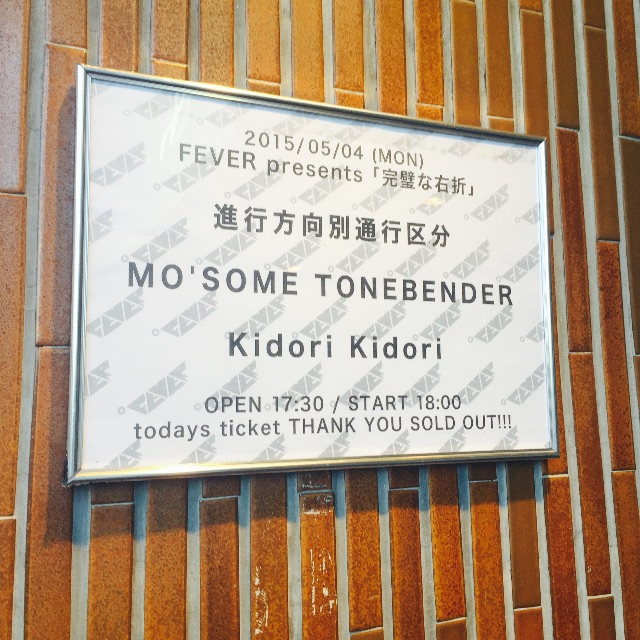 2015/05/04 (MON)
FEVER presents「完璧な右折」
進行方向別通行区分
MO'SOME TONEBENDER
Kidori Kidori
OPEN 17:30 / START 18:00
todays ticket THANK YOU SOLD OUT!!!